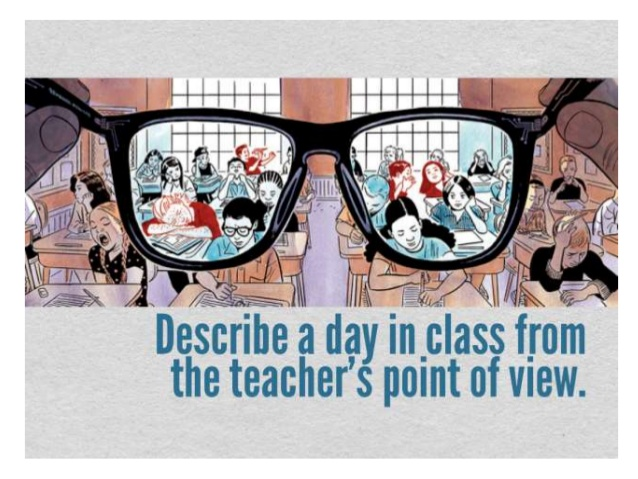 Describe a day in class from
the teacher's point of view.